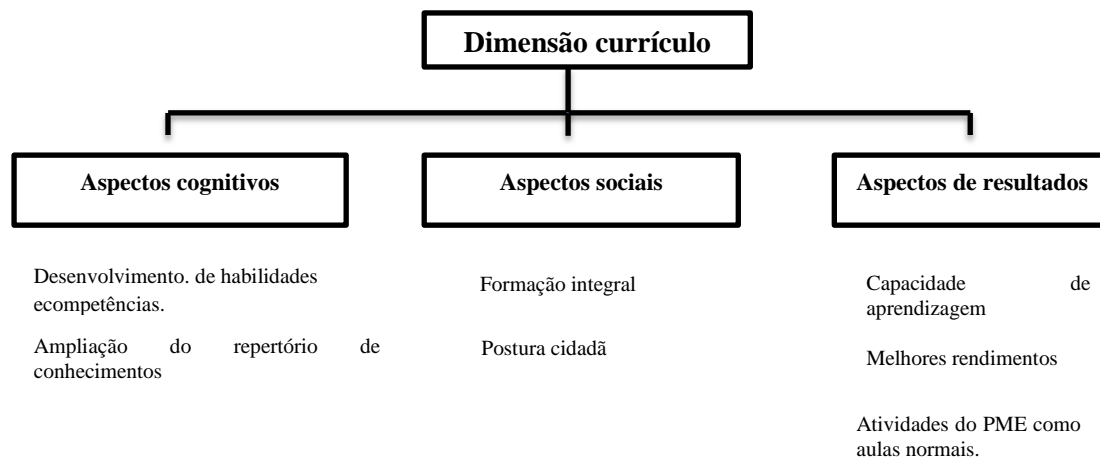 Dimensão currículo
Aspectos cognitivos
Desenvolvimento. de habilidades
ecompetências.
Ampliação do repertório de
conhecimentos
Aspectos sociais
Formação integral
Postura cidadã
Aspectos de resultados
Capacidade de
aprendizagem
Melhores rendimentos
Atividades do PME como
aulas normais.